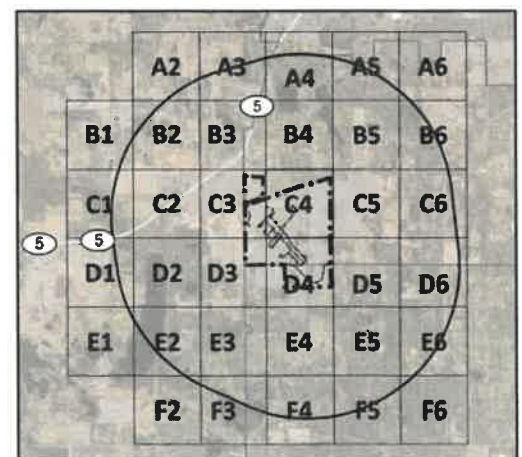 A2 A3 A4 A5 A6
5
B1 B2 B3 B4 B5 B6
C1 C2 C3 C4 C5 C6
5 5
D1 D2 D3 D4 D5 D6
E1 E2 E3 E4 E5 E6
F2 F3 F4 F5 F6